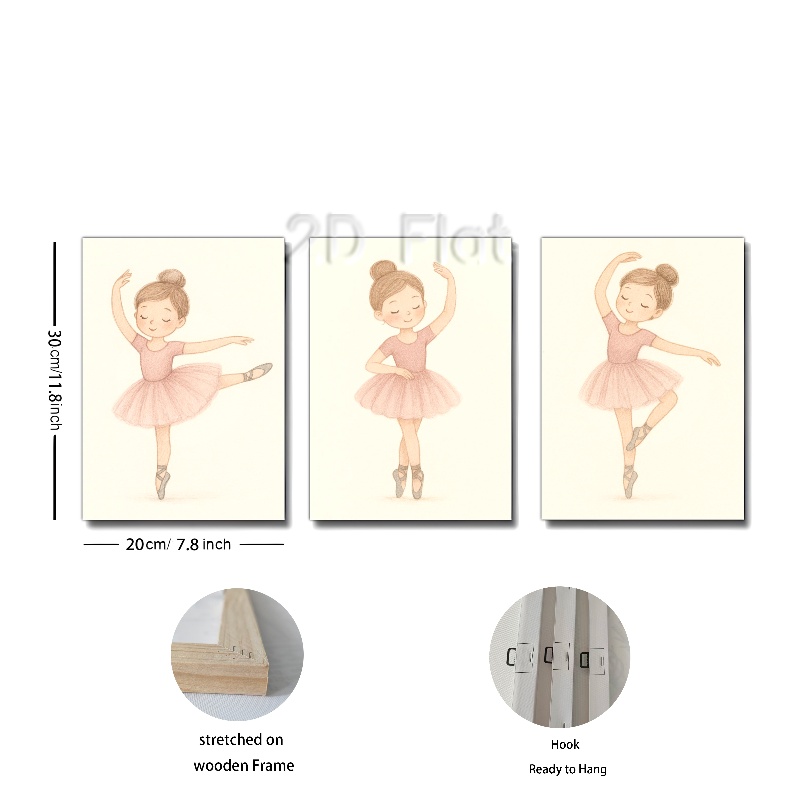 2D Flat
30cm/11.8inch
20cm/ 7.8 inch
stretched on
wooden Frame
Hook
Ready to Hang